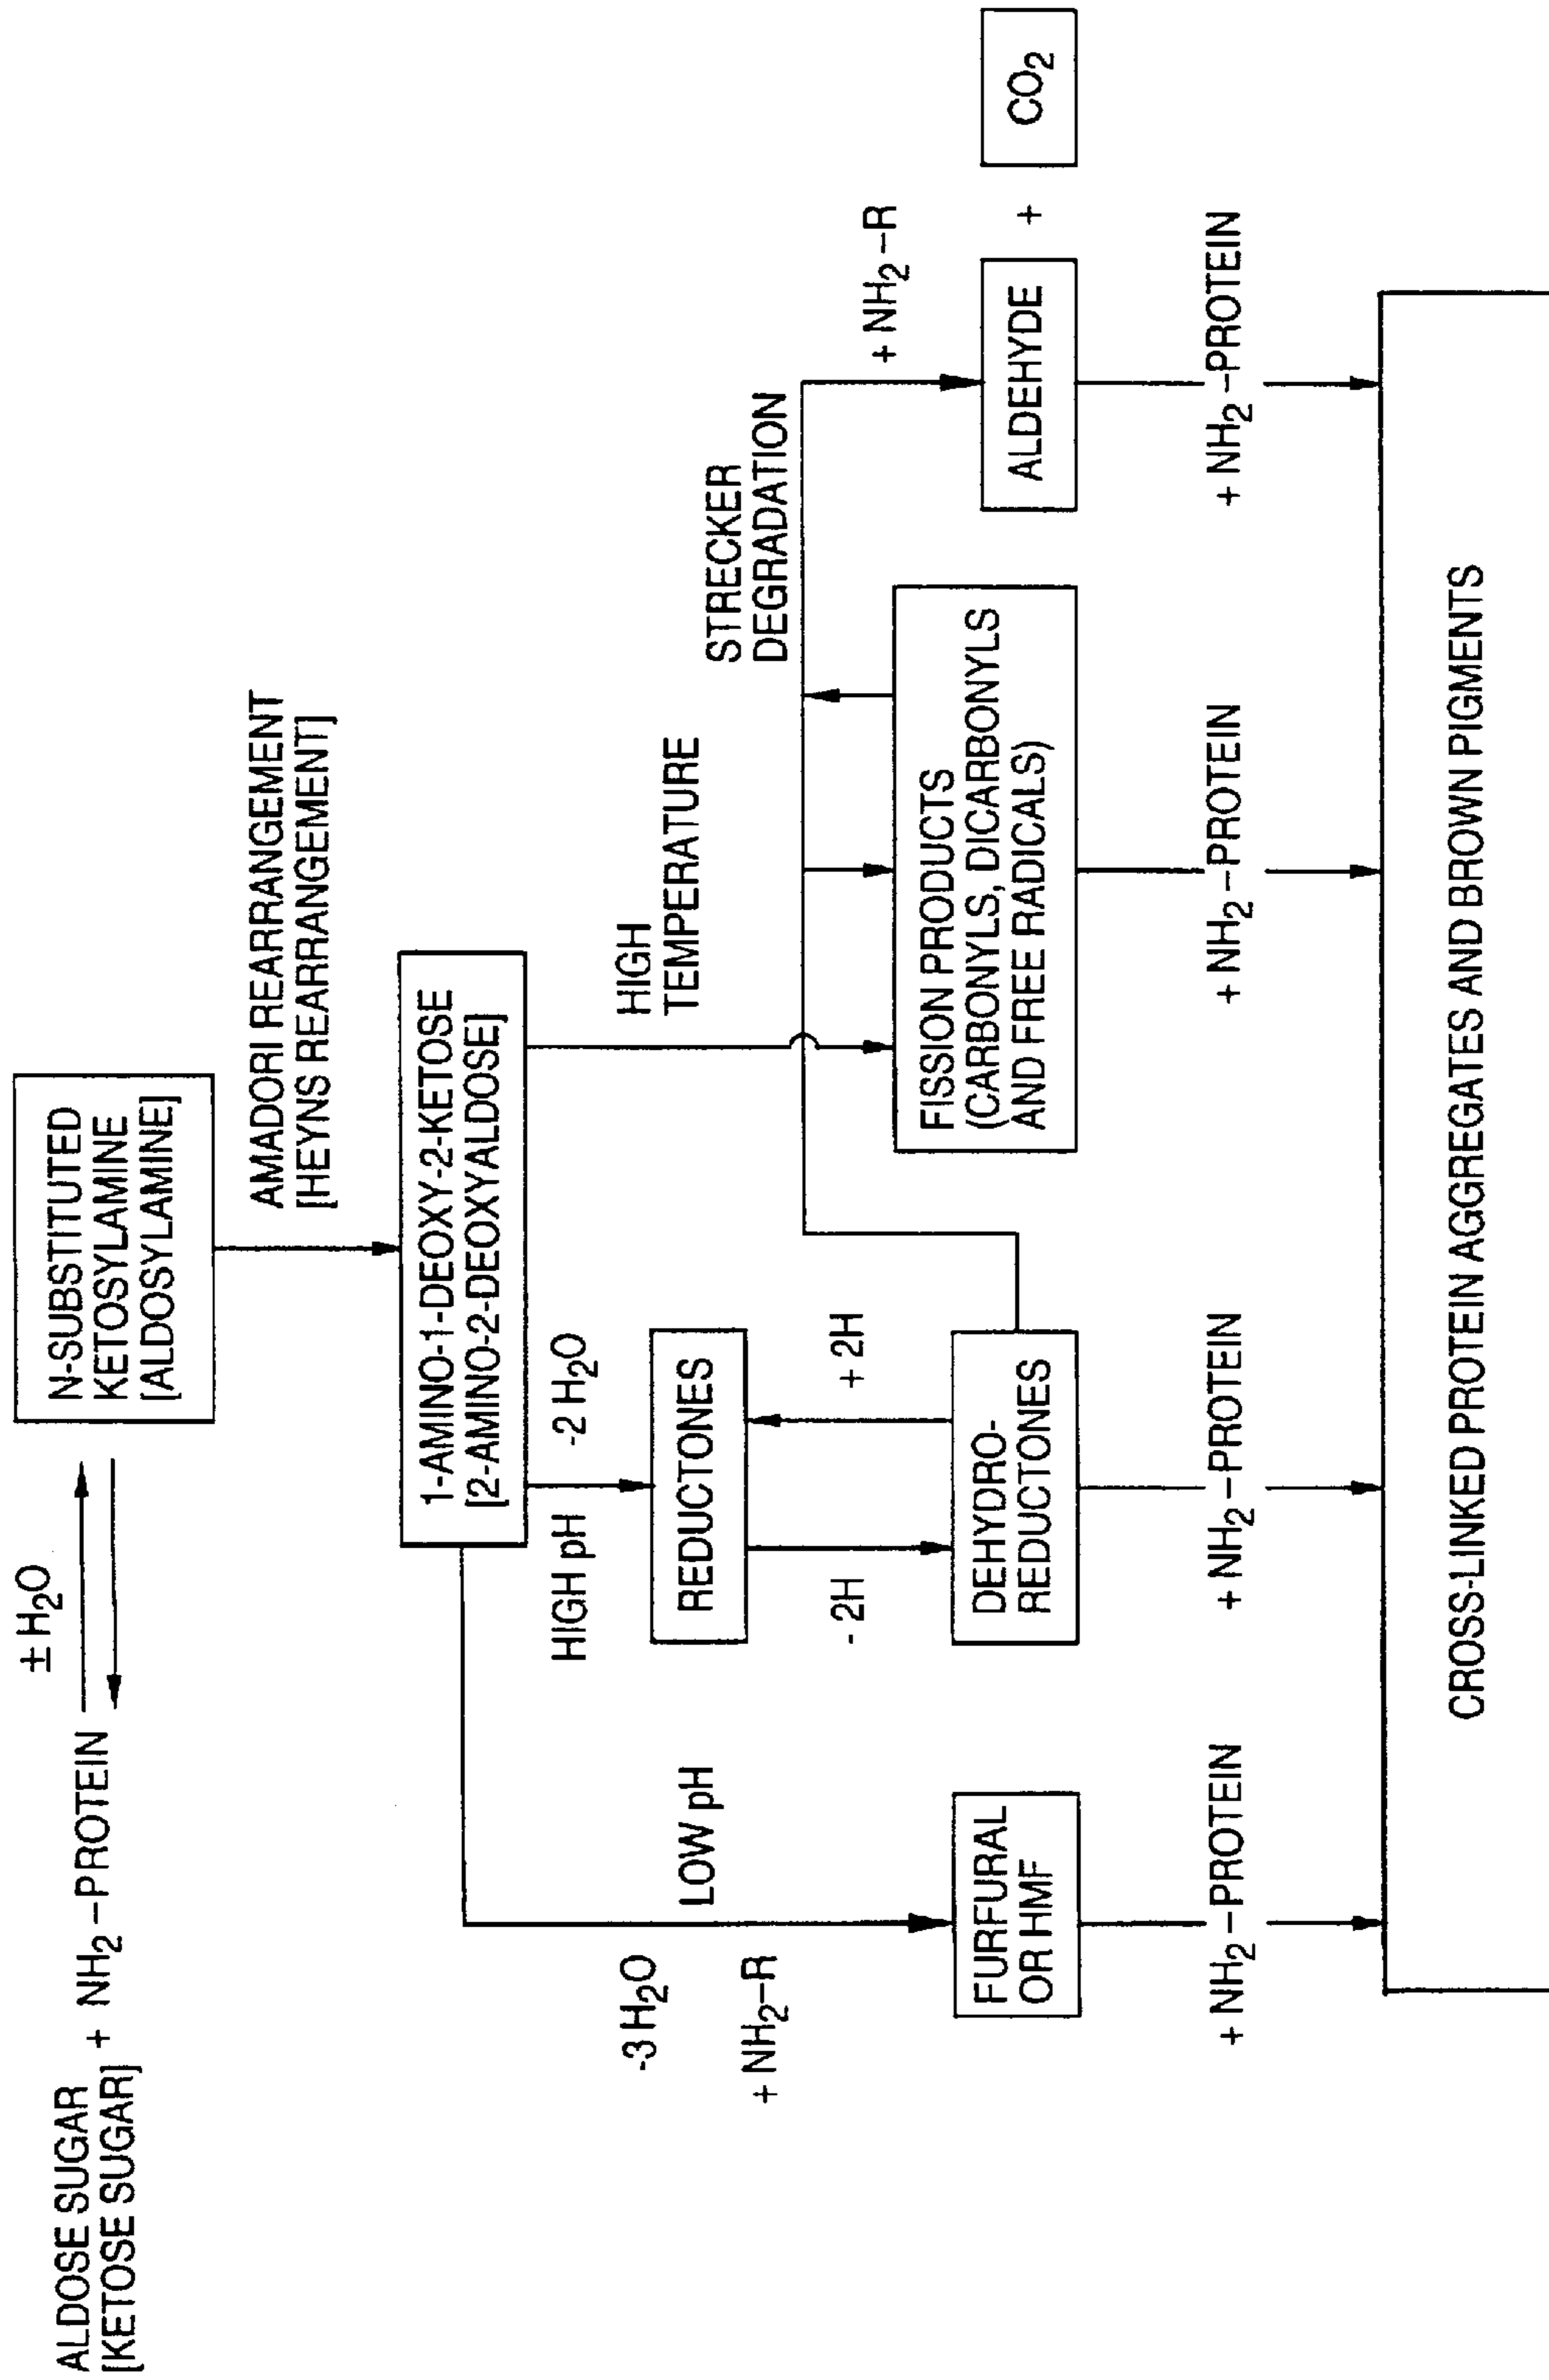 ALDOSE SUGAR
[KETOSE SUGAR]
+ NH₂–PROTEIN
± H₂O
N-SUBSTITUTED
KETOSYLAMINE
[ALDOSYLAMINE]
AMADORI REARRANGEMENT
[HEYNS REARRANGEMENT]
1-AMINO-1-DEOXY-2-KETOSE
[2-AMINO-2-DEOXYALDOSE]
-3 H₂O
LOW pH
+ NH₂–R
HIGH pH
-2 H₂O
HIGH
TEMPERATURE
REDUCTONES
STRECKER
DEGRADATION
- 2H
+ 2H
+ NH₂–R
FURFURAL
OR HMF
DEHYDRO-
REDUCTONES
FISSION PRODUCTS
(CARBONYLS, DICARBONYLS
AND FREE RADICALS)
ALDEHYDE
+
CO₂
+ NH₂–PROTEIN
+ NH₂–PROTEIN
+ NH₂–PROTEIN
+ NH₂–PROTEIN
CROSS-LINKED PROTEIN AGGREGATES AND BROWN PIGMENTS